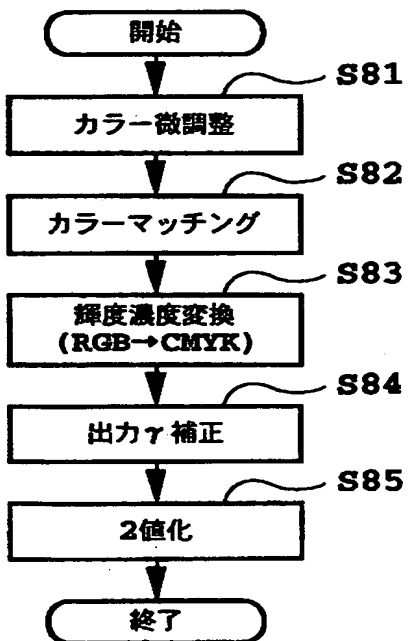 開始
S81
カラー微調整
S82
カラーマッチング
S83
輝度濃度変換
(RGB→CMYK)
S84
出力γ補正
S85
2値化
終了